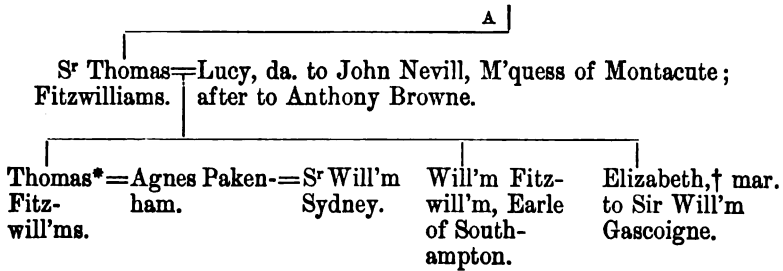 A
Sr Thomas=Lucy, da. to John Nevill, M'quess of Montacute;
Fitzwilliams. after to Anthony Browne.
Thomas*=Agnes Paken-=Sr Will'm Will'm Fitz- Elizabeth,† mar.
Fitz- ham. Sydney. will'm, Earle to Sir Will'm
will'ms. of South- Gascoigne.
ampton.